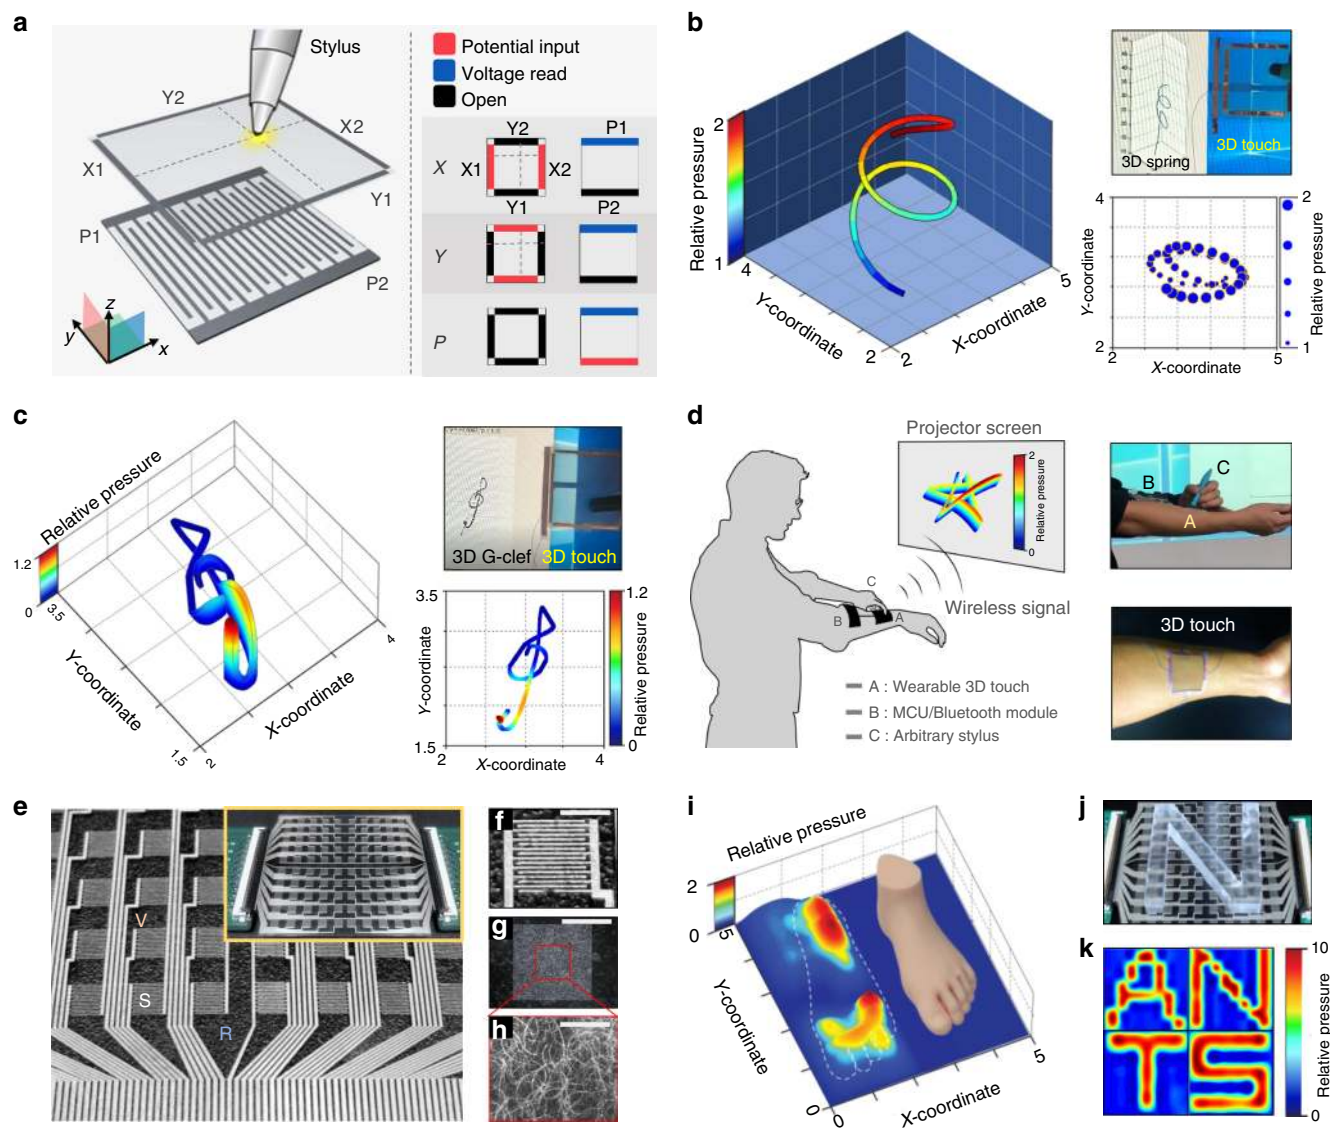 a
Stylus
Y2
X2
X1
Y1
P1
P2
z
y
x
Potential input
Voltage read
Open
Y2
P1
X
X1
X2
Y1
P2
Y
P
b
Relative pressure
2
1
4
Y-coordinate
2
2
X-coordinate
5
3D spring
3D touch
4
Y-coordinate
2
2
X-coordinate
5
2
Relative pressure
1
c
Relative pressure
1.2
0
3.5
Y-coordinate
1.5
2
X-coordinate
4
3D G-clef
3D touch
3.5
Y-coordinate
1.5
2
X-coordinate
4
1.2
Relative pressure
0
d
Projector screen
2
Relative pressure
0
C
B
A
Wireless signal
A : Wearable 3D touch
B : MCU/Bluetooth module
C : Arbitrary stylus
B
C
A
3D touch
e
V
S
R
f
g
h
i
Relative pressure
2
0
5
Y-coordinate
0
0
X-coordinate
5
j
k
A N
T S
10
Relative pressure
0